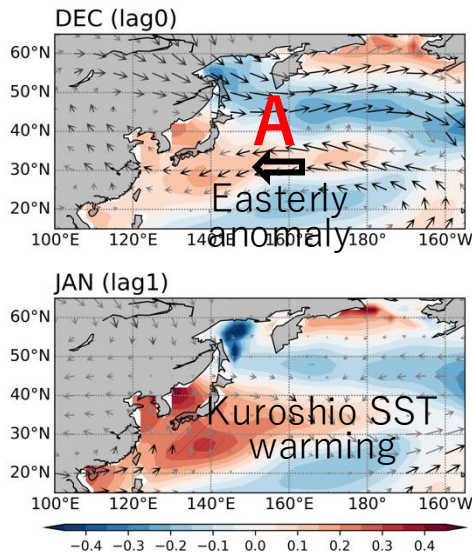 DEC (lag0)
60°N
50°N
40°N
30°N
20°N
A
Easterly
anomaly
100°E 120°E 140°E 160°E 180° 160°W
JAN (lag1)
60°N
50°N
40°N
30°N
20°N
Kuroshio SST
warming
100°E 120°E 140°E 160°E 180° 160°W
−0.4 −0.3 −0.2 −0.1 0.0 0.1 0.2 0.3 0.4